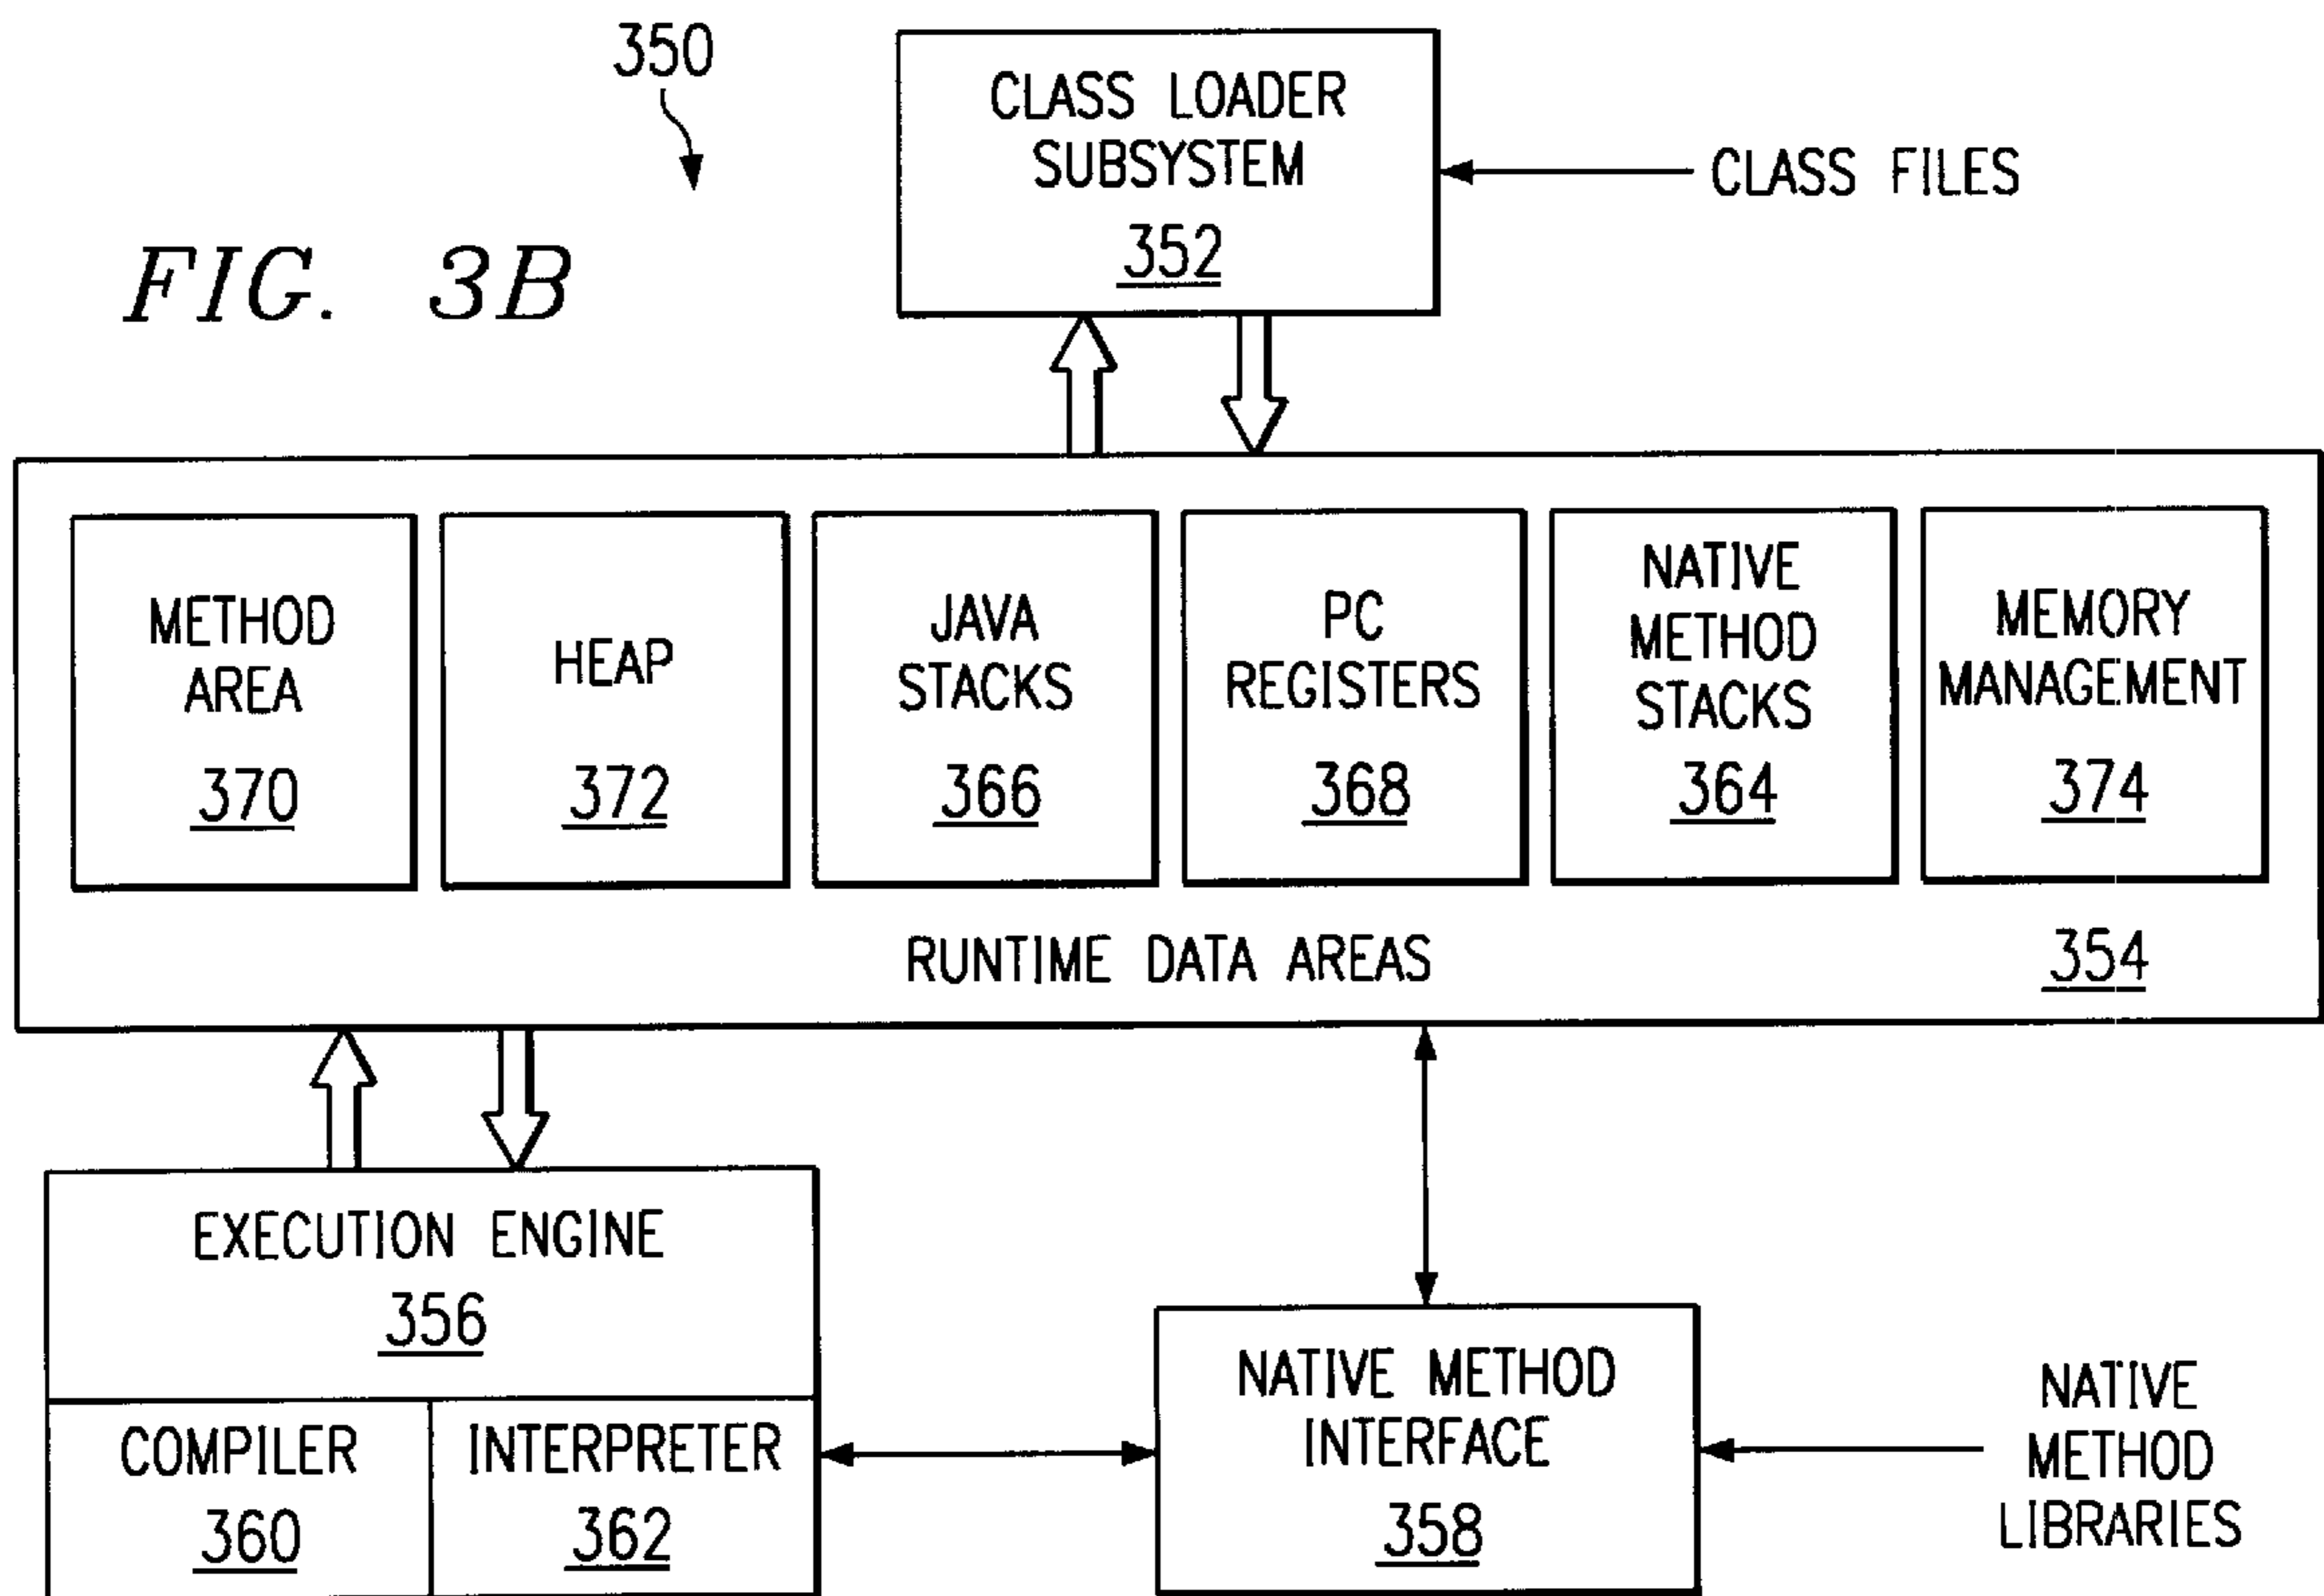 350
CLASS LOADER
SUBSYSTEM
352
CLASS FILES
FIG. 3B
METHOD
AREA
370
HEAP
372
JAVA
STACKS
366
PC
REGISTERS
368
NATIVE
METHOD
STACKS
364
MEMORY
MANAGEMENT
374
RUNTIME DATA AREAS
354
EXECUTION ENGINE
356
COMPILER
360
INTERPRETER
362
NATIVE METHOD
INTERFACE
358
NATIVE
METHOD
LIBRARIES